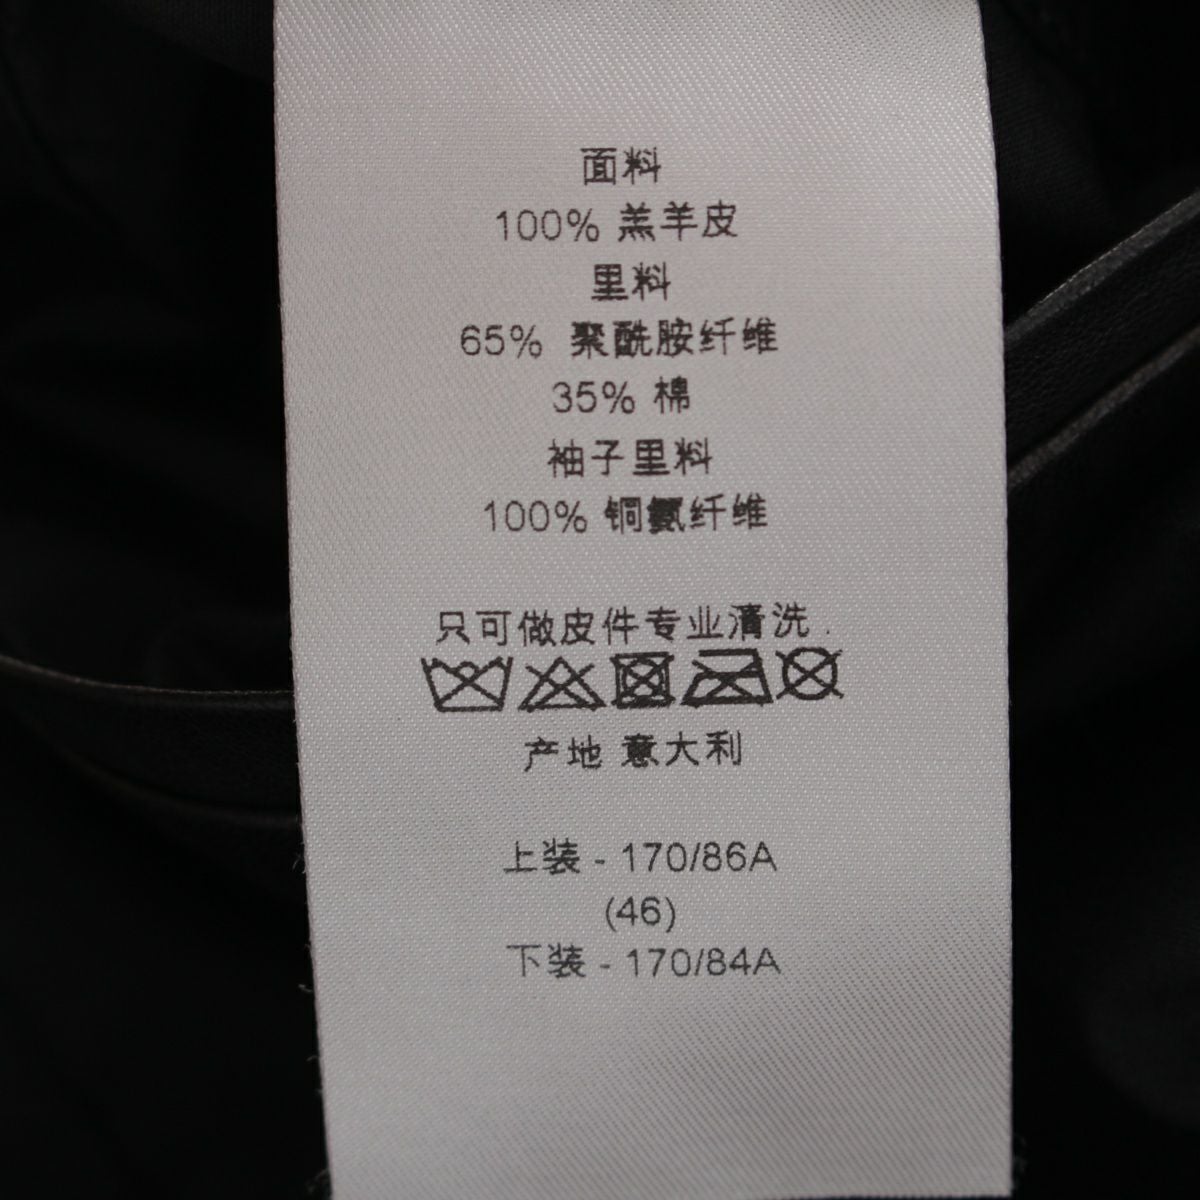 面料
100% 羔羊皮
里料
65% 聚酰胺纤维
35% 棉
袖子里料
100% 铜氨纤维
只可做皮件专业清洗.
产地 意大利
上装 - 170/86A
(46)
下装 - 170/84A